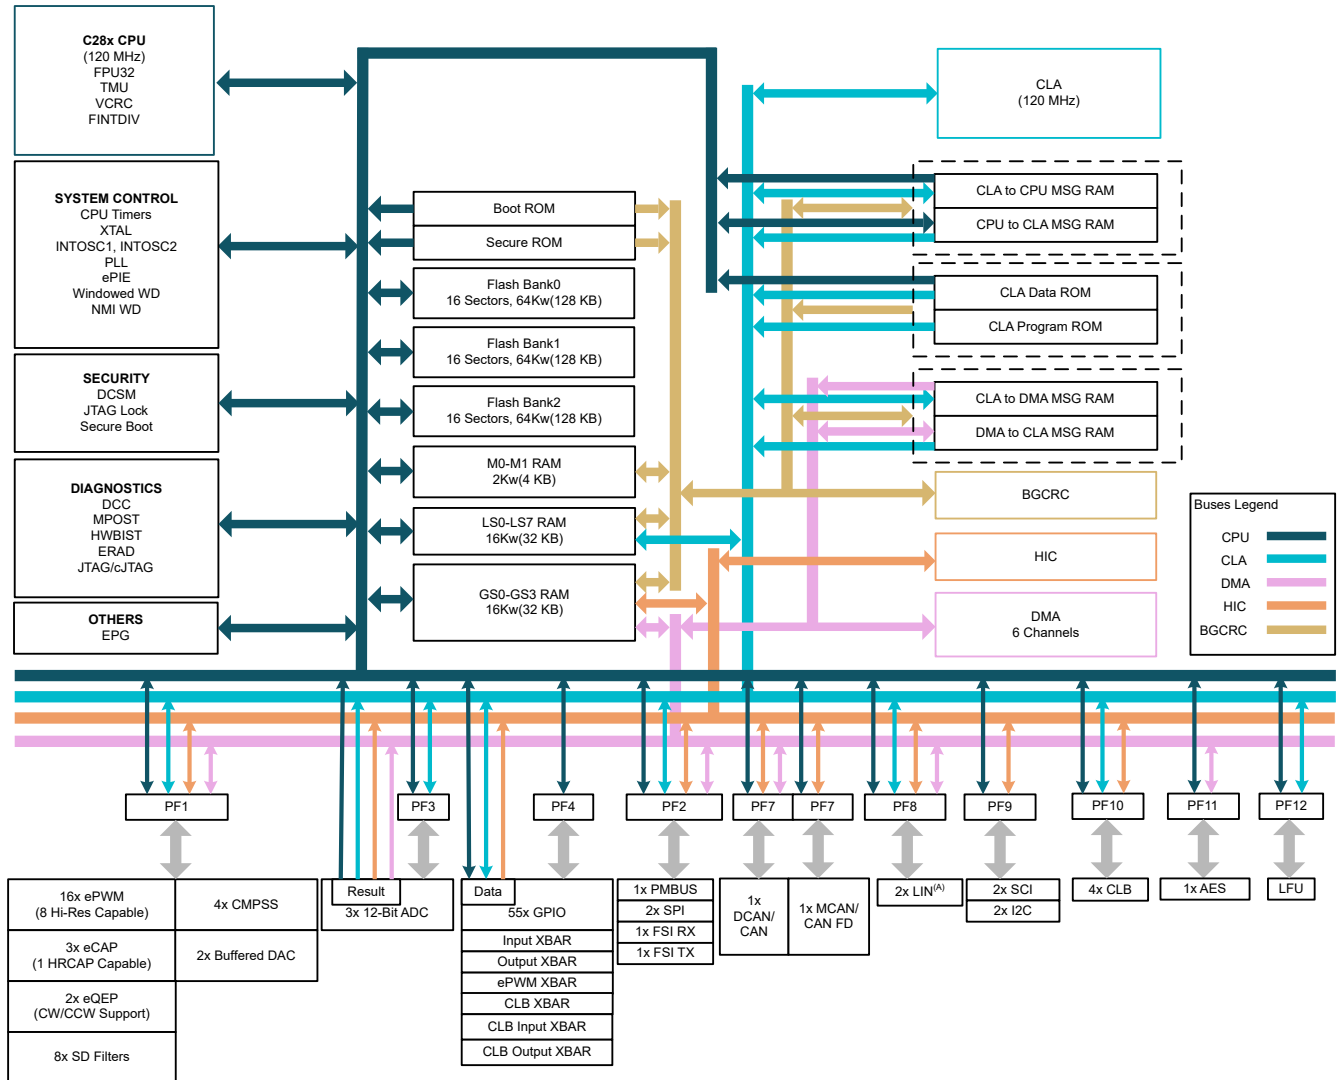 C28x CPU
(120 MHz)
FPU32
TMU
VCRC
FINTDIV
SYSTEM CONTROL
CPU Timers
XTAL
INTOSC1, INTOSC2
PLL
ePIE
Windowed WD
NMI WD
SECURITY
DCSM
JTAG Lock
Secure Boot
DIAGNOSTICS
DCC
MPOST
HWBIST
ERAD
JTAG/cJTAG
OTHERS
EPG
Boot ROM
Secure ROM
Flash Bank0
16 Sectors, 64Kw(128 KB)
Flash Bank1
16 Sectors, 64Kw(128 KB)
Flash Bank2
16 Sectors, 64Kw(128 KB)
M0-M1 RAM
2Kw(4 KB)
LS0-LS7 RAM
16Kw(32 KB)
GS0-GS3 RAM
16Kw(32 KB)
CLA
(120 MHz)
CLA to CPU MSG RAM
CPU to CLA MSG RAM
CLA Data ROM
CLA Program ROM
CLA to DMA MSG RAM
DMA to CLA MSG RAM
BGCRC
HIC
DMA
6 Channels
Buses Legend
CPU
CLA
DMA
HIC
BGCRC
PF1
PF3
PF4
PF2
PF7
PF7
PF8
PF9
PF10
PF11
PF12
16x ePWM
(8 Hi-Res Capable)
3x eCAP
(1 HRCAP Capable)
2x eQEP
(CW/CCW Support)
8x SD Filters
4x CMPSS
2x Buffered DAC
Result
3x 12-Bit ADC
Data
55x GPIO
Input XBAR
Output XBAR
ePWM XBAR
CLB XBAR
CLB Input XBAR
CLB Output XBAR
1x PMBUS
2x SPI
1x FSI RX
1x FSI TX
1x
DCAN/
CAN
1x MCAN/
CAN FD
2x LIN(A)
2x SCI
2x I2C
4x CLB
1x AES
LFU